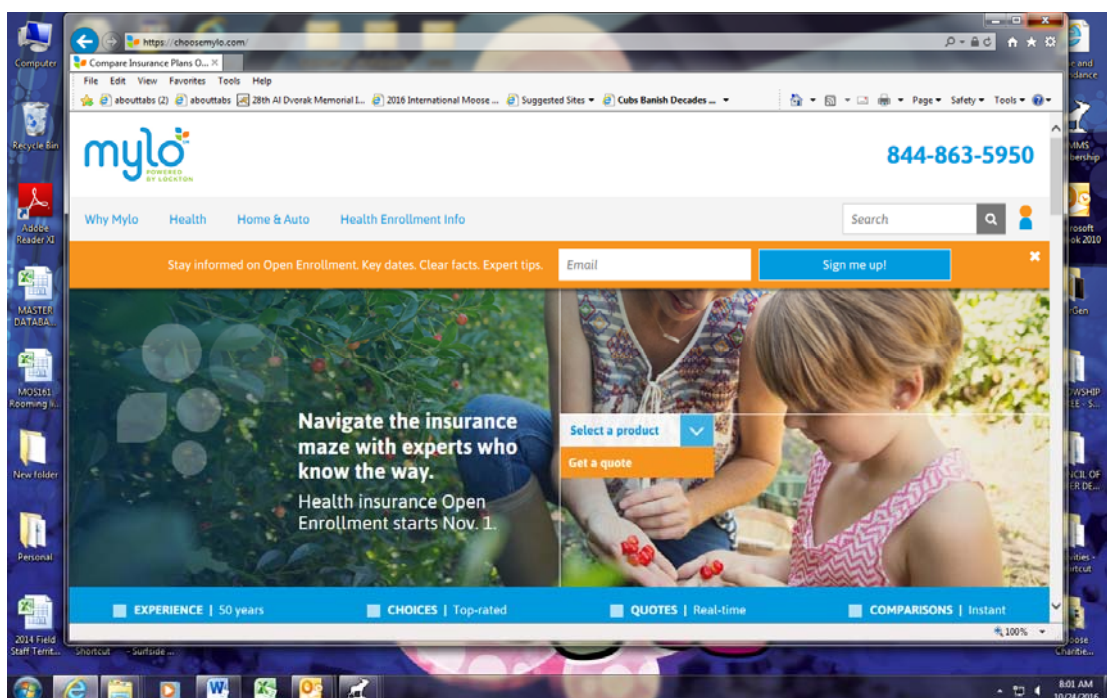 https://choosemylo.com/
Compare Insurance Plans O...
File Edit View Favorites Tools Help
abouttabs (2) abouttabs 28th Al Dvorak Memorial I... 2016 International Moose ... Suggested Sites Cubs Banish Decades ... Page Safety Tools
mylo
POWERED
BY LOCKTON
844-863-5950
Why Mylo Health Home & Auto Health Enrollment Info Search
Stay informed on Open Enrollment. Key dates. Clear facts. Expert tips. Email Sign me up!
Navigate the insurance
maze with experts who
know the way.
Health insurance Open
Enrollment starts Nov. 1.
Select a product
Get a quote
EXPERIENCE | 50 years CHOICES | Top-rated QUOTES | Real-time COMPARISONS | Instant
100%
Computer
Recycle Bin
Adobe
Reader XI
MASTER
DATABA...
MOS161
Rooming li...
New folder
Personal
2014 Field
Staff Territ...
Shortcut - Surfside ...
8:01 AM
10/24/2016